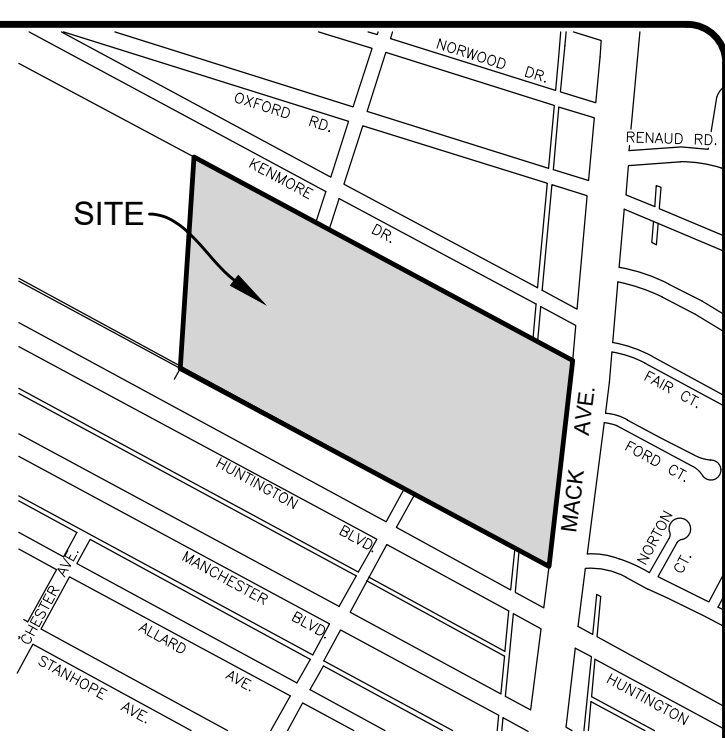 NORWOOD DR.
OXFORD RD.
RENAUD RD.
KENMORE DR.
SITE
MACK AVE.
FAIR CT.
FORD CT.
HUNTINGTON BLVD.
NORTON CT.
MANCHESTER BLVD.
CHESTER AVE.
ALLARD AVE.
STANHOPE AVE.
HUNTINGTON